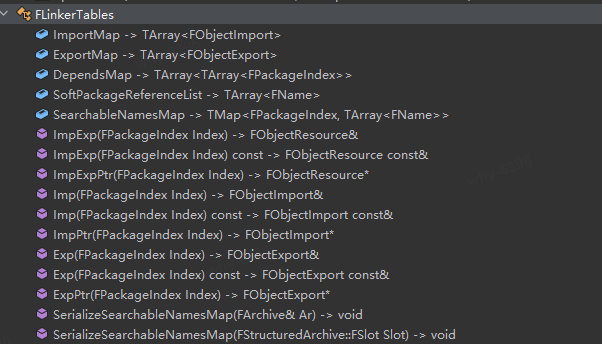 FLinkerTables
ImportMap -> TArray<FObjectImport>
ExportMap -> TArray<FObjectExport>
DependsMap -> TArray<TArray<FPackageIndex>>
SoftPackageReferenceList -> TArray<FName>
SearchableNamesMap -> TMap<FPackageIndex, TArray<FName>>
ImpExp(FPackageIndex Index) -> FObjectResource&
ImpExp(FPackageIndex Index) const -> FObjectResource const&
ImpExpPtr(FPackageIndex Index) -> FObjectResource*
Imp(FPackageIndex Index) -> FObjectImport&
Imp(FPackageIndex Index) const -> FObjectImport const&
ImpPtr(FPackageIndex Index) -> FObjectImport*
Exp(FPackageIndex Index) -> FObjectExport&
Exp(FPackageIndex Index) const -> FObjectExport const&
ExpPtr(FPackageIndex Index) -> FObjectExport*
SerializeSearchableNamesMap(FArchive& Ar) -> void
SerializeSearchableNamesMap(FStructuredArchive::FSlot Slot) -> void